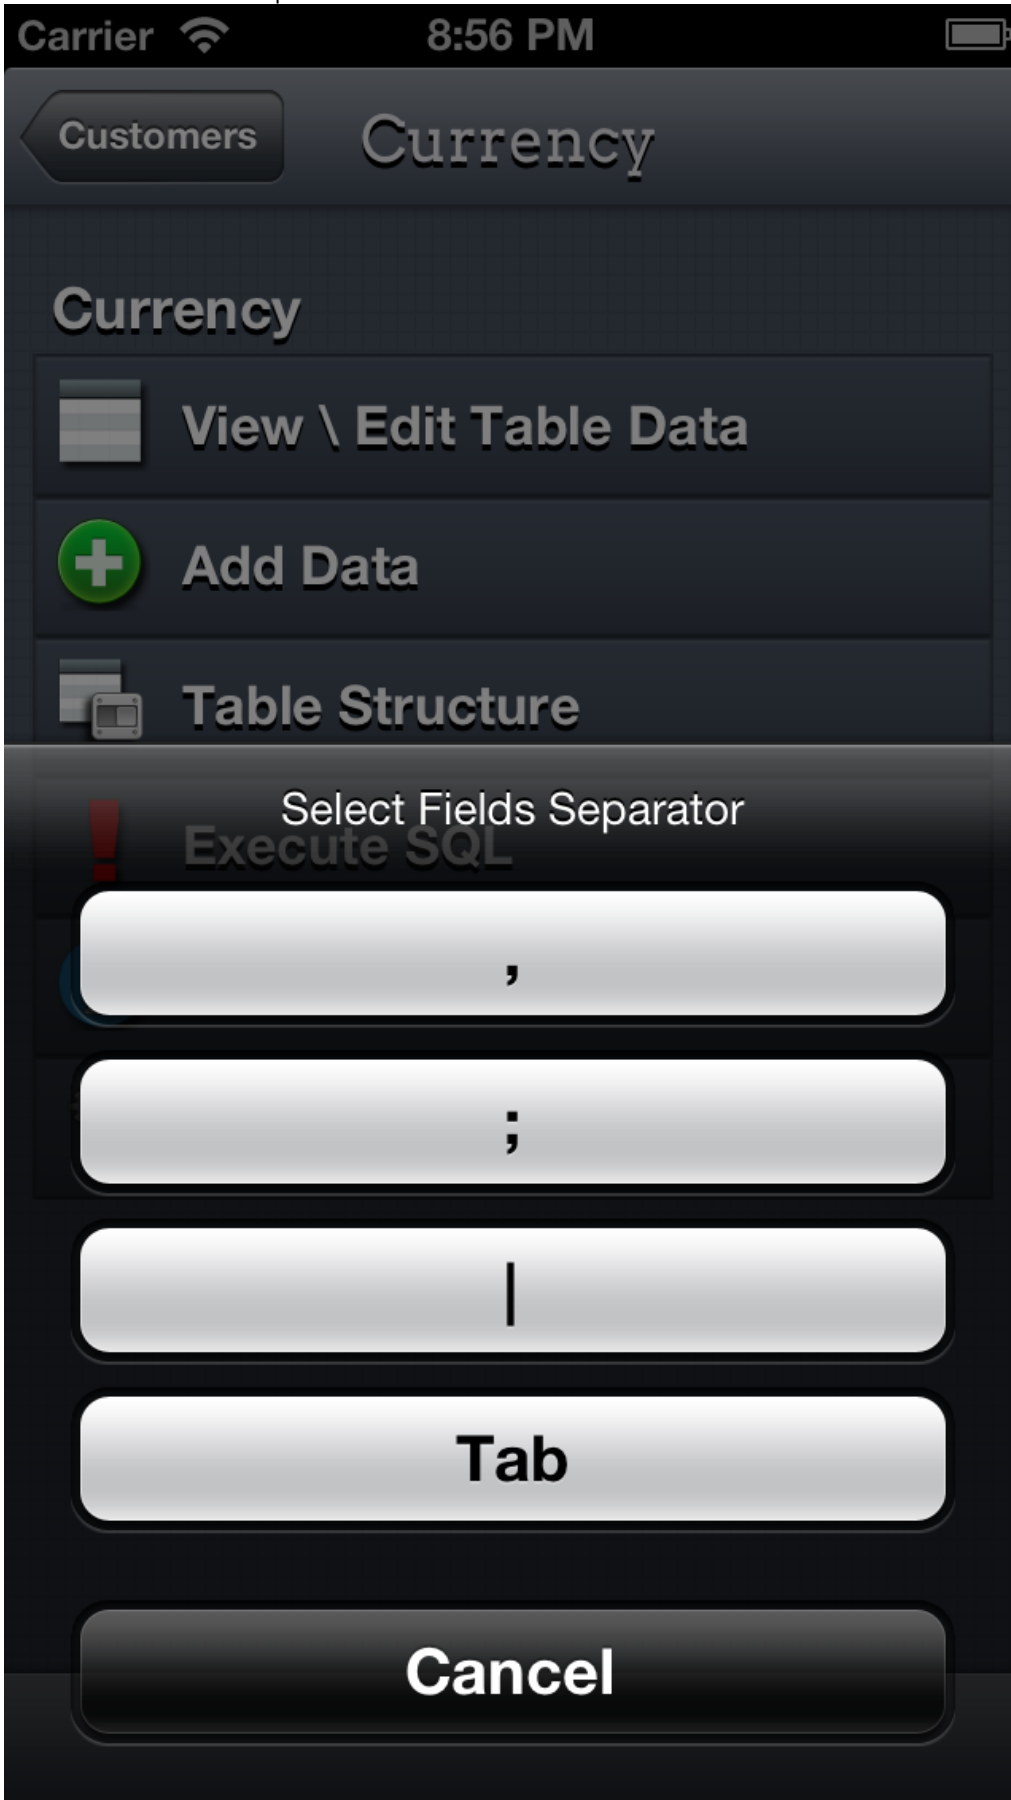 Carrier 8:56 PM
Customers Currency
Currency
View \ Edit Table Data
Add Data
Table Structure
Select Fields Separator
Execute SQL
,
;
|
Tab
Cancel